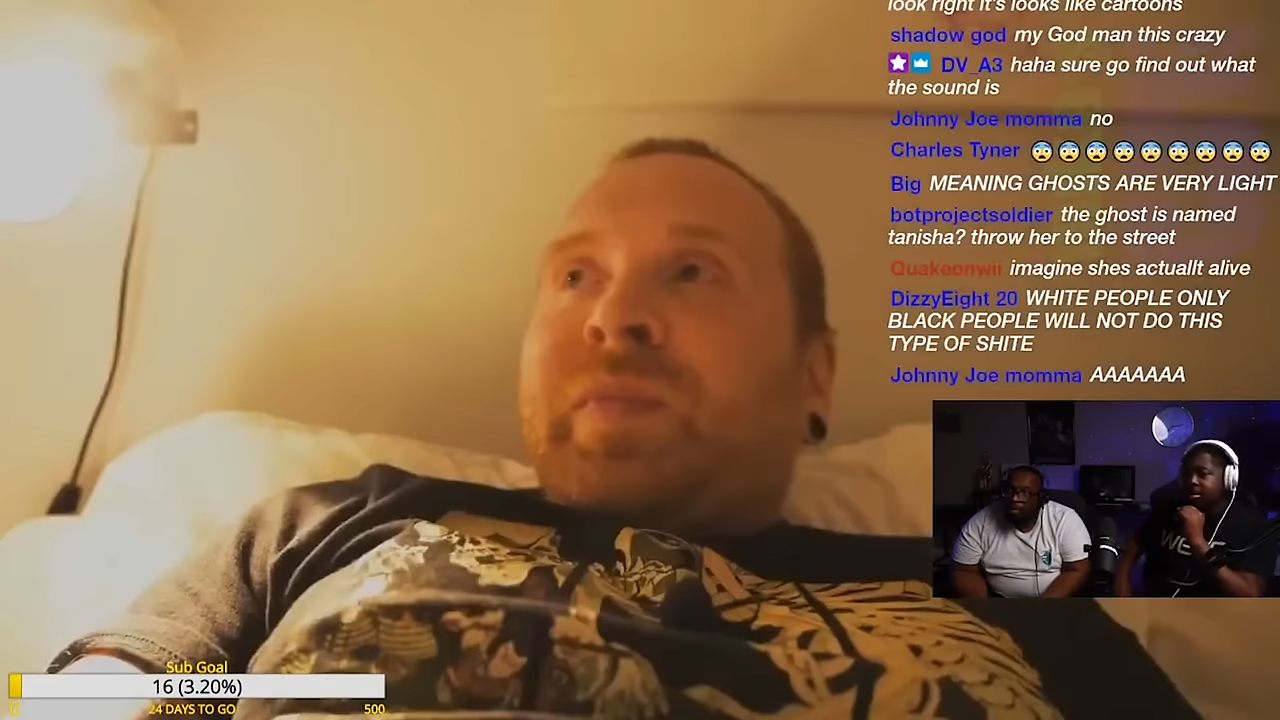 look right it's looks like cartoons
shadow god my God man this crazy
DV_A3 haha sure go find out what
the sound is
Johnny Joe momma no
Charles Tyner 😨😨😨😨😨😨😨😨😨
Big MEANING GHOSTS ARE VERY LIGHT
botprojectsoldier the ghost is named
tanisha? throw her to the street
Quakeonwii imagine shes actuallt alive
DizzyEight 20 WHITE PEOPLE ONLY
BLACK PEOPLE WILL NOT DO THIS
TYPE OF SHITE
Johnny Joe momma AAAAAAA
Sub Goal
16 (3.20%)
0 24 DAYS TO GO 500